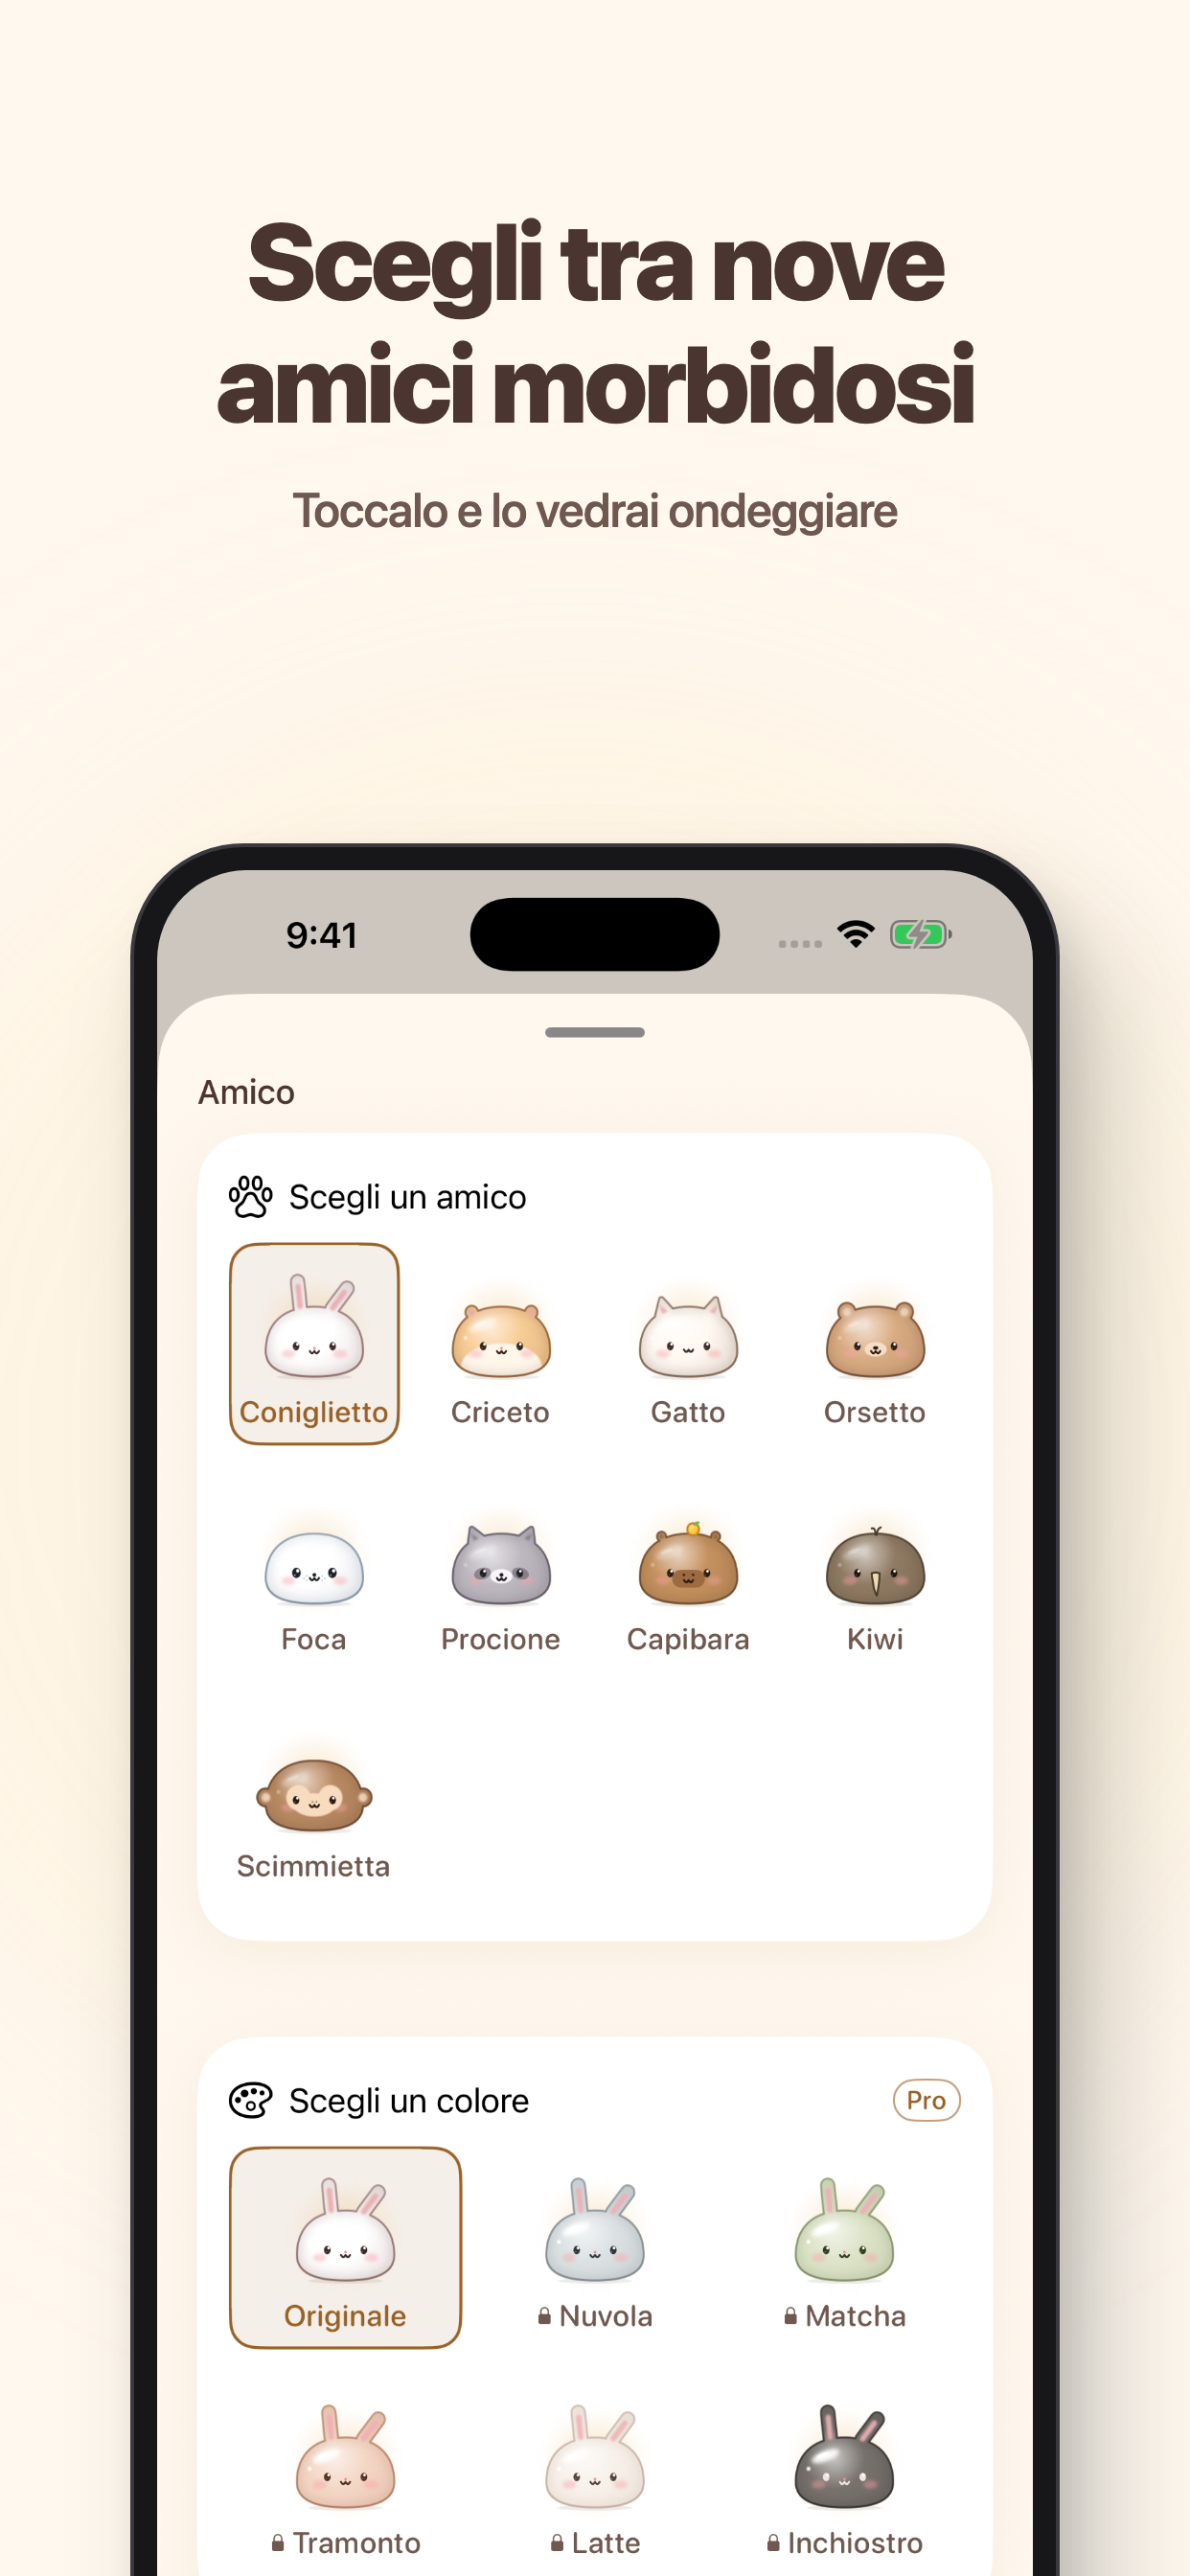 Scegli tra nove
amici morbidosi
Toccalo e lo vedrai ondeggiare
9:41
Amico
Scegli un amico
Coniglietto Criceto Gatto Orsetto
Foca Procione Capibara Kiwi
Scimmietta
Scegli un colore Pro
Originale Nuvola Matcha
Tramonto Latte Inchiostro